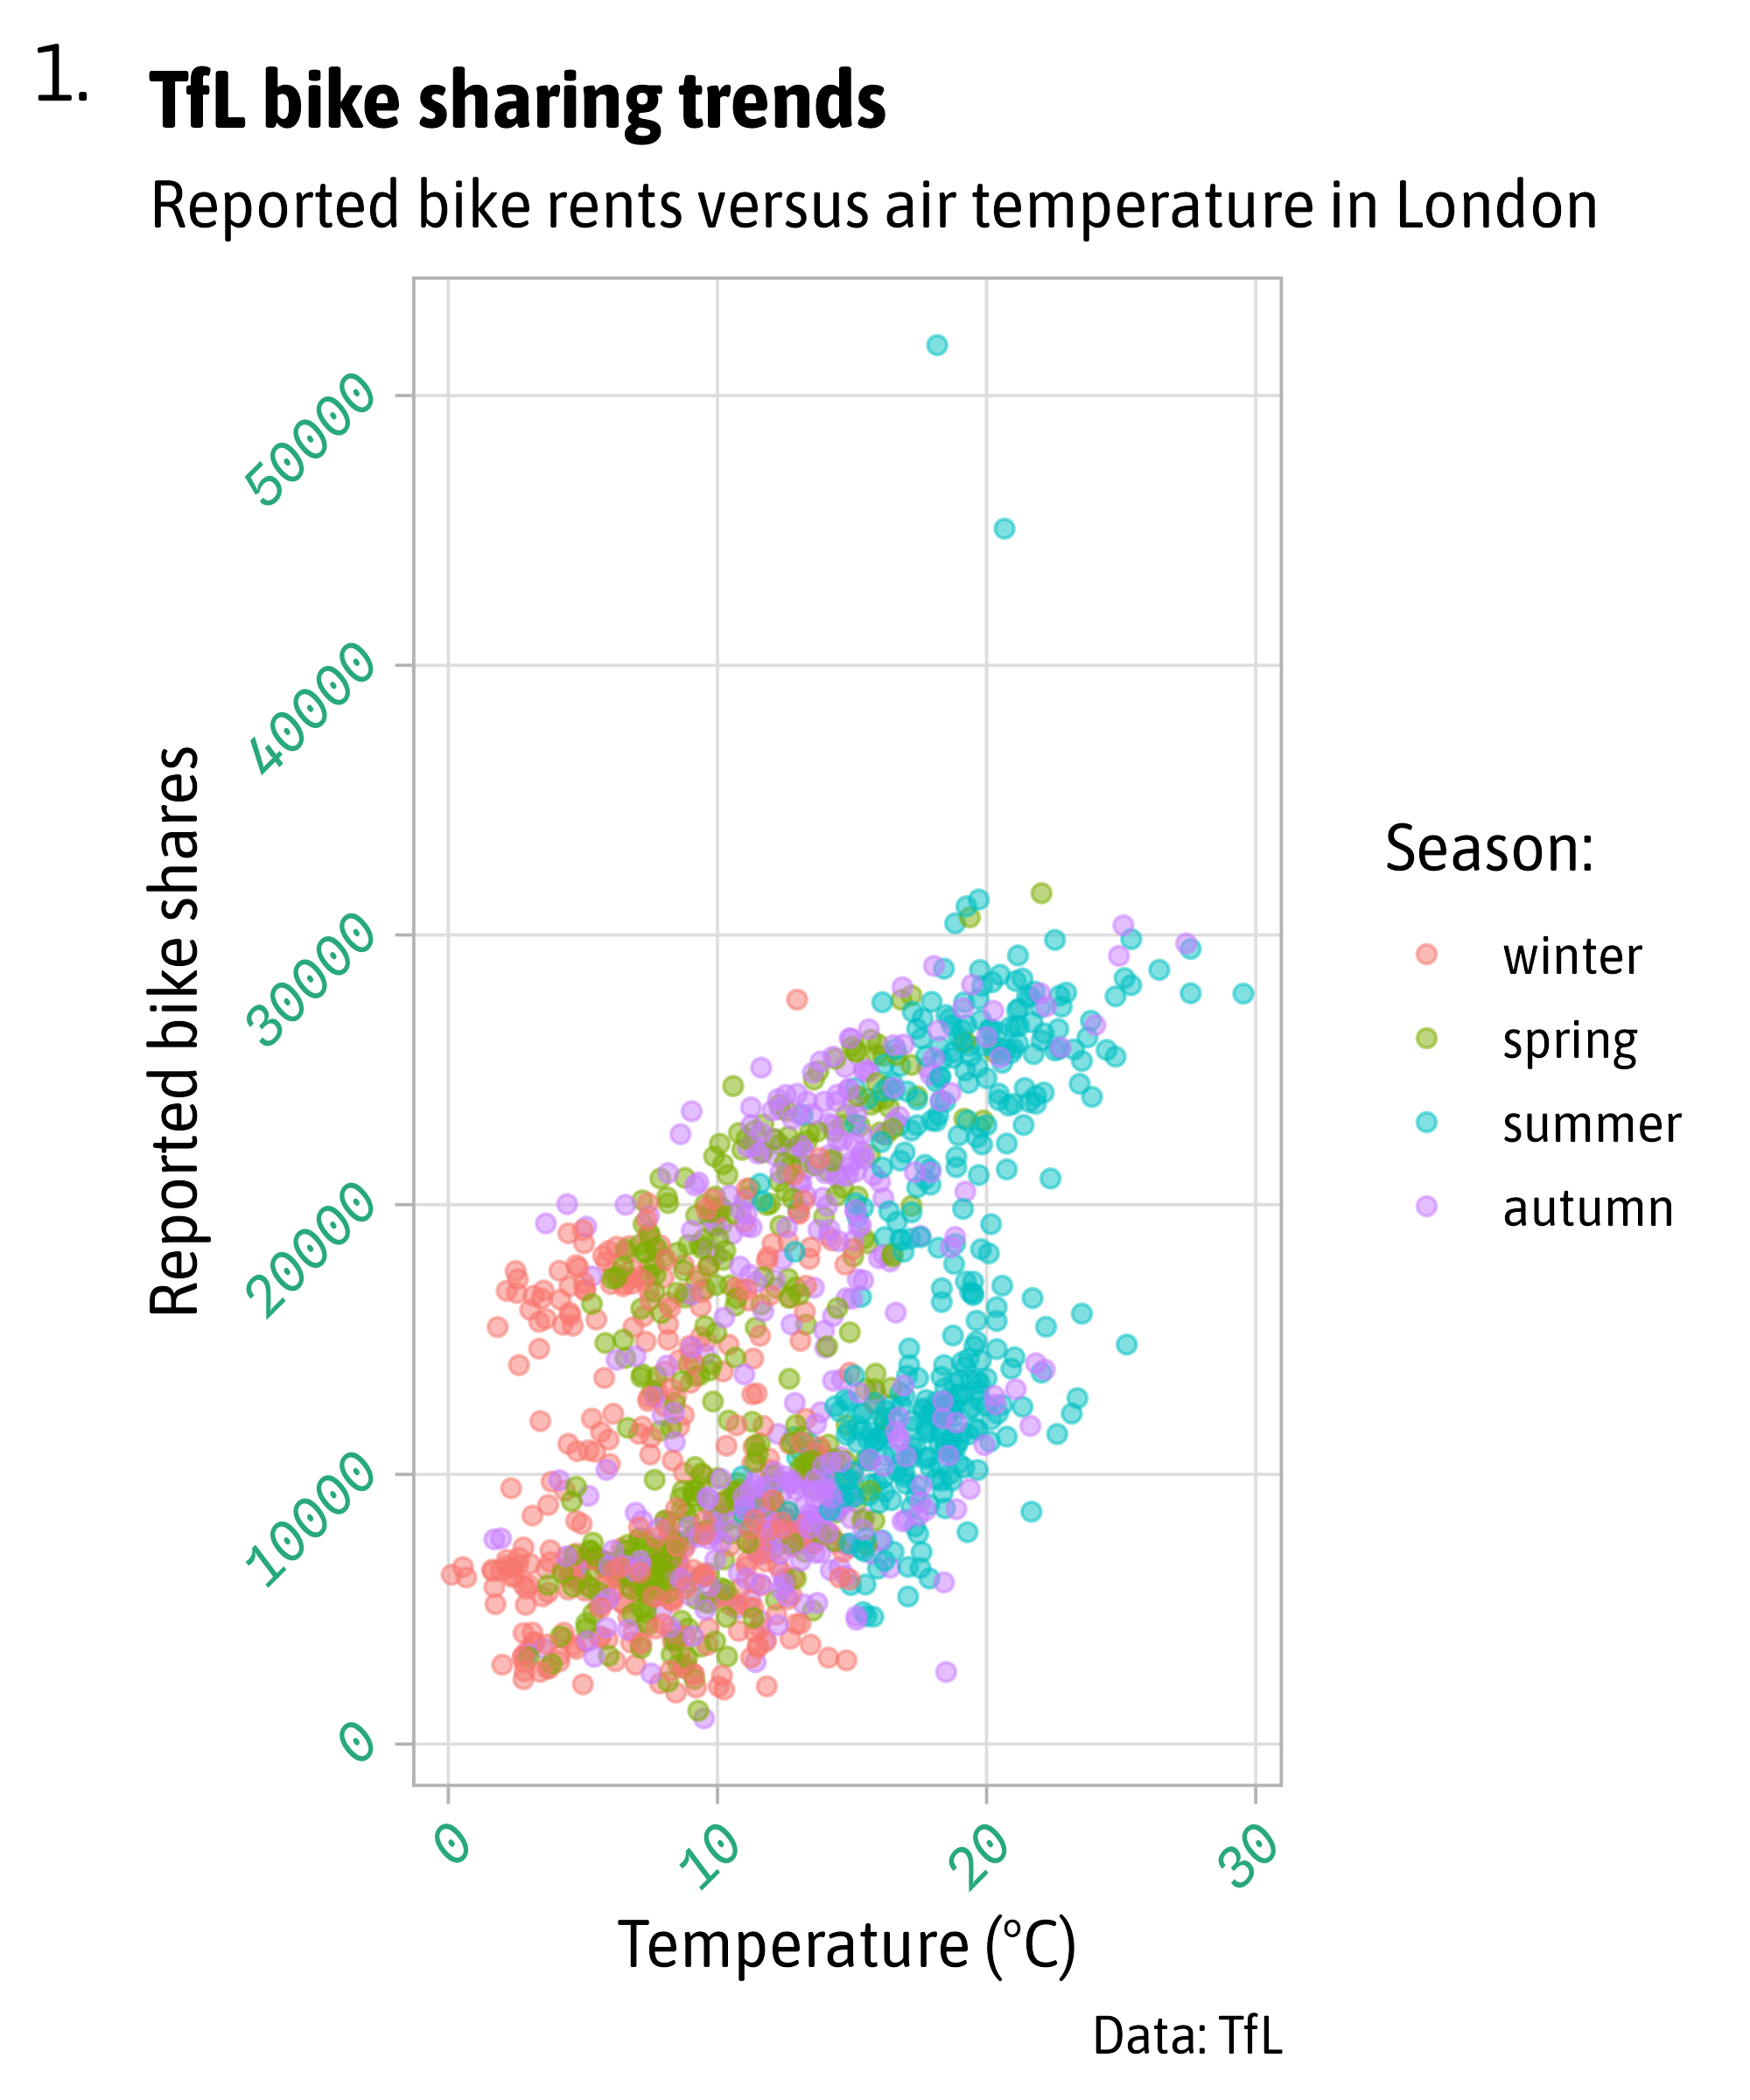 1.
TfL bike sharing trends
Reported bike rents versus air temperature in London
Reported bike shares
50000
40000
30000
20000
10000
0
0
10
20
30
Temperature (°C)
Season:
winter
spring
summer
autumn
Data: TfL